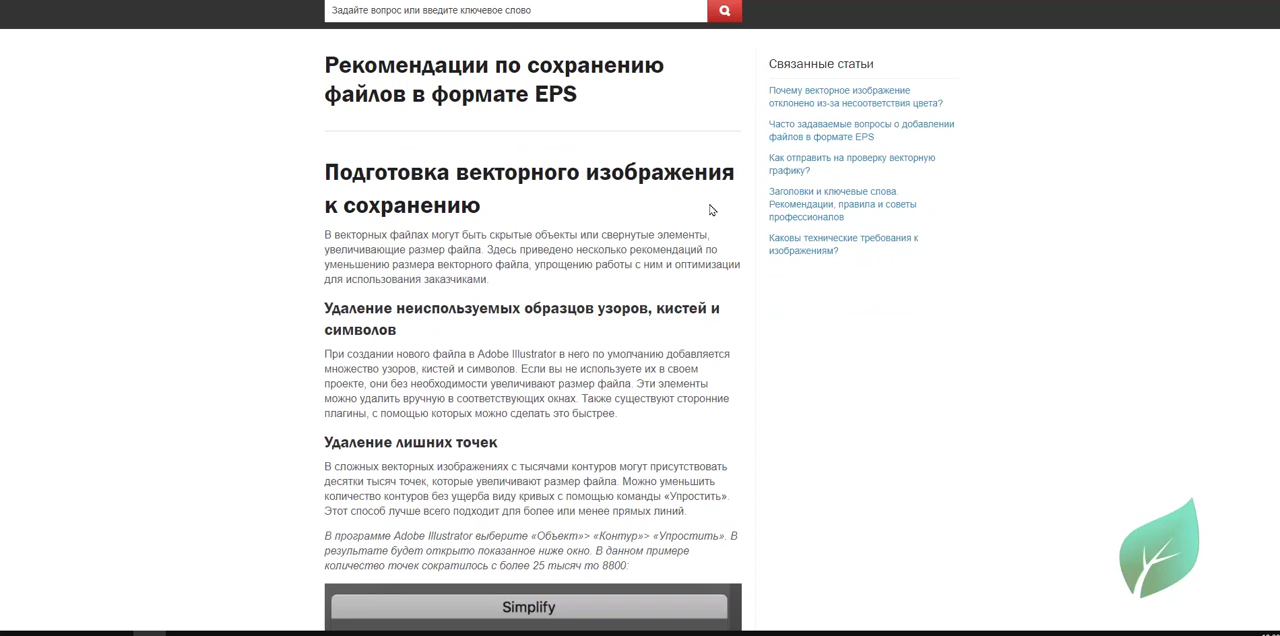 Задайте вопрос или введите ключевое слово
Рекомендации по сохранению
файлов в формате EPS
Подготовка векторного изображения
к сохранению
В векторных файлах могут быть скрытые объекты или свернутые элементы,
увеличивающие размер файла. Здесь приведено несколько рекомендаций по
уменьшению размера векторного файла, упрощению работы с ним и оптимизации
для использования заказчиками.
Удаление неиспользуемых образцов узоров, кистей и
символов
При создании нового файла в Adobe Illustrator в него по умолчанию добавляется
множество узоров, кистей и символов. Если вы не используете их в своем
проекте, они без необходимости увеличивают размер файла. Эти элементы
можно удалить вручную в соответствующих окнах. Также существуют сторонние
плагины, с помощью которых можно сделать это быстрее.
Удаление лишних точек
В сложных векторных изображениях с тысячами контуров могут присутствовать
десятки тысяч точек, которые увеличивают размер файла. Можно уменьшить
количество контуров без ущерба виду кривых с помощью команды «Упростить».
Этот способ лучше всего подходит для более или менее прямых линий.
В программе Adobe Illustrator выберите «Объект»> «Контур»> «Упростить». В
результате будет открыто показанное ниже окно. В данном примере
количество точек сократилось с более 25 тысяч то 8800:
Simplify
Связанные статьи
Почему векторное изображение
отклонено из-за несоответствия цвета?
Часто задаваемые вопросы о добавлении
файлов в формате EPS
Как отправить на проверку векторную
графику?
Заголовки и ключевые слова.
Рекомендации, правила и советы
профессионалов
Каковы технические требования к
изображениям?